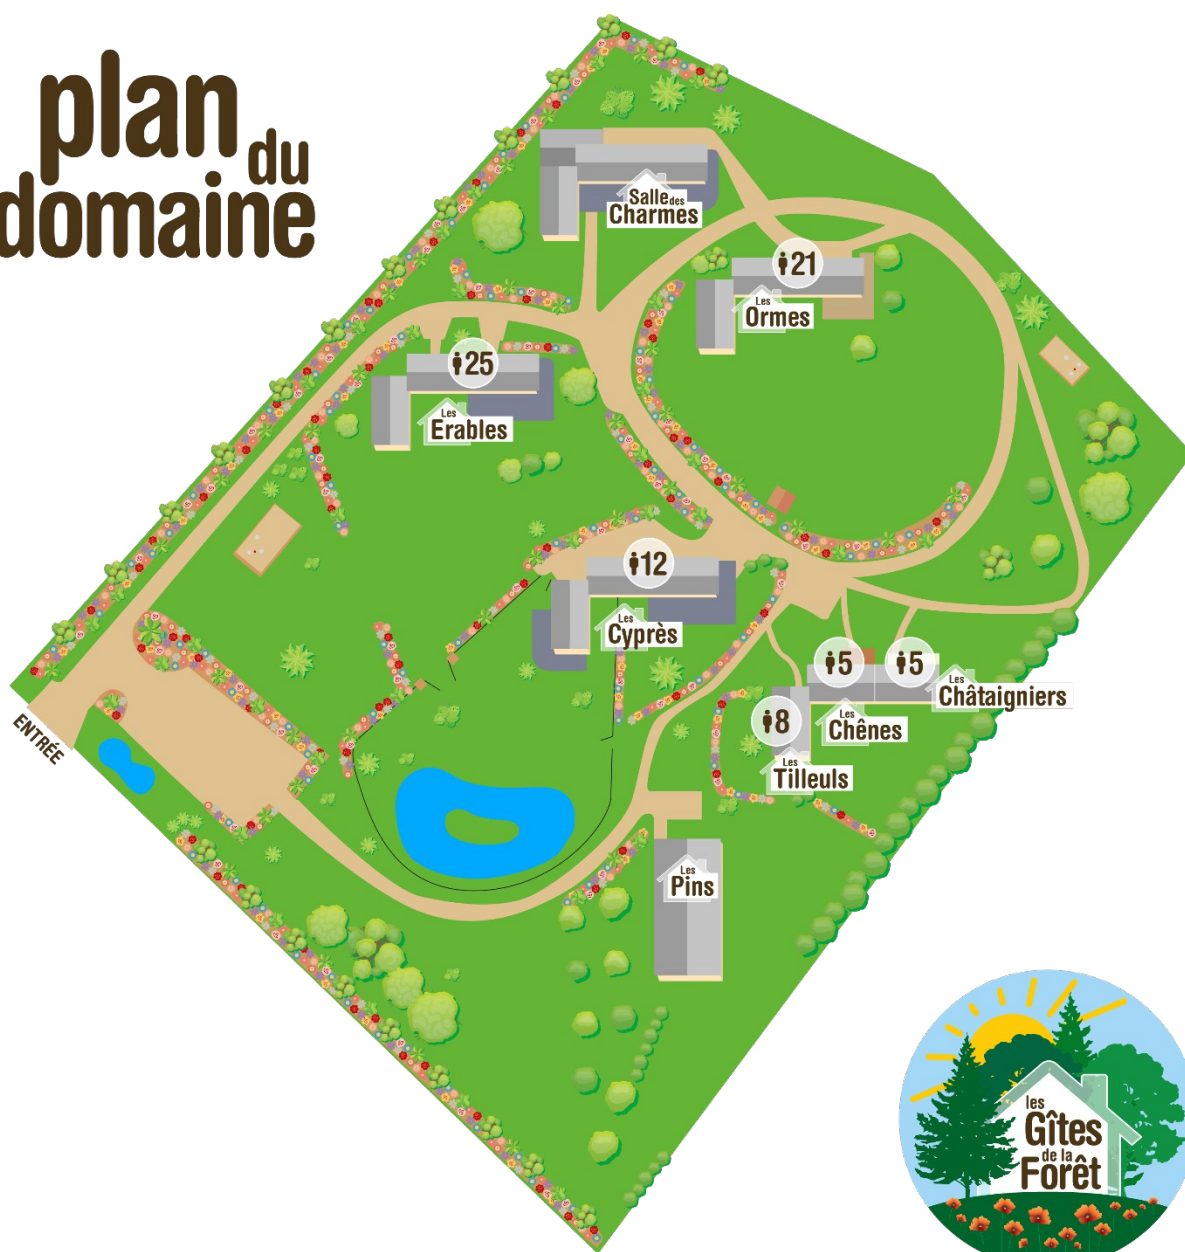 plan du
domaine
Salle des
Charmes
21
Les
Ormes
25
Les
Erables
12
Les
Cyprès
5
5
Les
Châtaigniers
Les
Chênes
8
Les
Tilleuls
ENTRÉE
Les
Pins
les
Gîtes
de la
Forêt